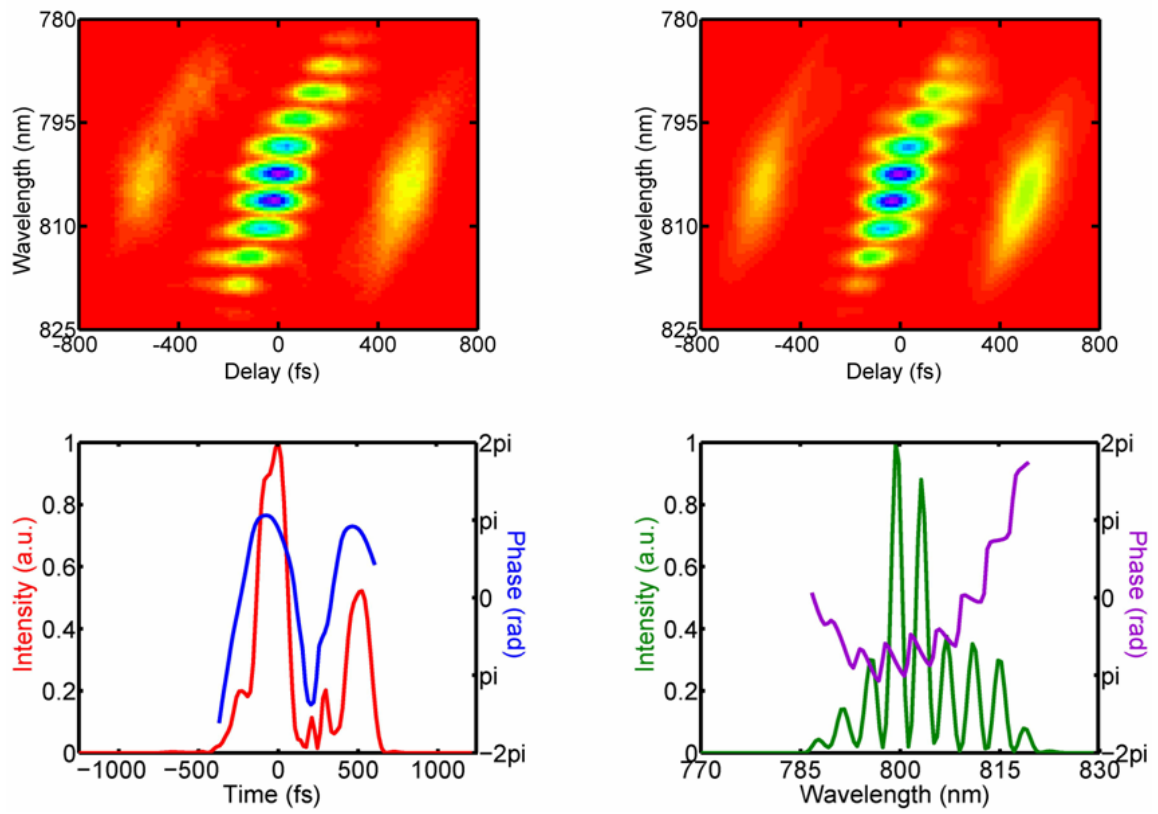 780
795
810
825
Wavelength (nm)
-800
-400
0
400
800
Delay (fs)
780
795
810
825
Wavelength (nm)
-800
-400
0
400
800
Delay (fs)
1
0.8
0.6
0.4
0.2
0
Intensity (a.u.)
2pi
pi
0
pi
−2pi
Phase (rad)
−1000
−500
0
500
1000
Time (fs)
1
0.8
0.6
0.4
0.2
0
Intensity (a.u.)
2pi
pi
0
pi
−2pi
Phase (rad)
770
785
800
815
830
Wavelength (nm)